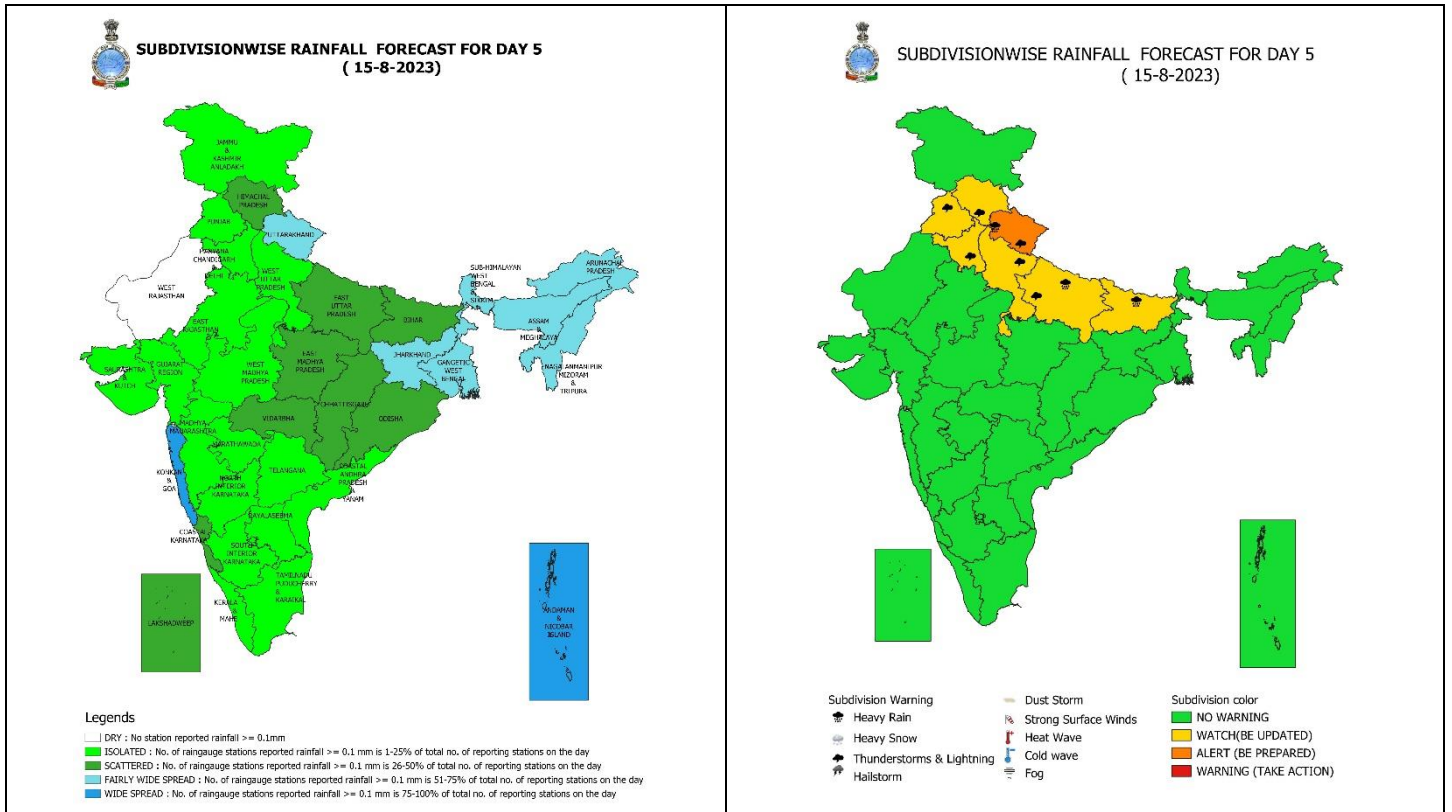 SUBDIVISIONWISE RAINFALL FORECAST FOR DAY 5
( 15-8-2023)
JAMMU
&
KASHMIR
ANLADAKH
HIMACHAL
PRADESH
PUNJAB
UTTARAKHAND
CHANDIGARH
&
DELHI
WEST
UTTAR
PRADESH
WEST
RAJASTHAN
EAST
RAJASTHAN
EAST
UTTAR
PRADESH
BIHAR
SUB-HIMALAYAN
WEST
BENGAL
&
ARUNACHAL
PRADESH
ASSAM
&
MEGHALAYA
NAGA ANMANIPUR
MIZORAM
&
TRIPURA
JHARKHAND
GANGETIC
WEST
BENGAL
SAURASHTRA
&
KUTCH
GUJARAT
REGION
WEST
MADHYA
PRADESH
EAST
MADHYA
PRADESH
CHHATTISGARH
VIDARBHA
ODISHA
MADHYA
MAHARASHTRA
MARATHAWADA
KONKAN
&
GOA
TELANGANA
COASTAL
ANDHRA
PRADESH
&
YANAM
NORTH
INTERIOR
KARNATAKA
RAYALASEEMA
COASTAL
KARNATAKA
SOUTH
INTERIOR
KARNATAKA
TAMILNADU
PUDUCHERRY
&
KARAIKAL
KERALA
&
MAHE
LAKSHADWEEP
ANDAMAN
&
NICOBAR
ISLAND
Legends
DRY : No station reported rainfall >= 0.1mm
ISOLATED : No. of raingauge stations reported rainfall >= 0.1 mm is 1-25% of total no. of reporting stations on the day
SCATTERED : No. of raingauge stations reported rainfall >= 0.1 mm is 26-50% of total no. of reporting stations on the day
FAIRLY WIDE SPREAD : No. of raingauge stations reported rainfall >= 0.1 mm is 51-75% of total no. of reporting stations on the day
WIDE SPREAD : No. of raingauge stations reported rainfall >= 0.1 mm is 75-100% of total no. of reporting stations on the day
SUBDIVISIONWISE RAINFALL FORECAST FOR DAY 5
( 15-8-2023)
Subdivision Warning
Heavy Rain
Heavy Snow
Thunderstorms & Lightning
Hailstorm
Dust Storm
Strong Surface Winds
Heat Wave
Cold wave
Fog
Subdivision color
NO WARNING
WATCH(BE UPDATED)
ALERT (BE PREPARED)
WARNING (TAKE ACTION)